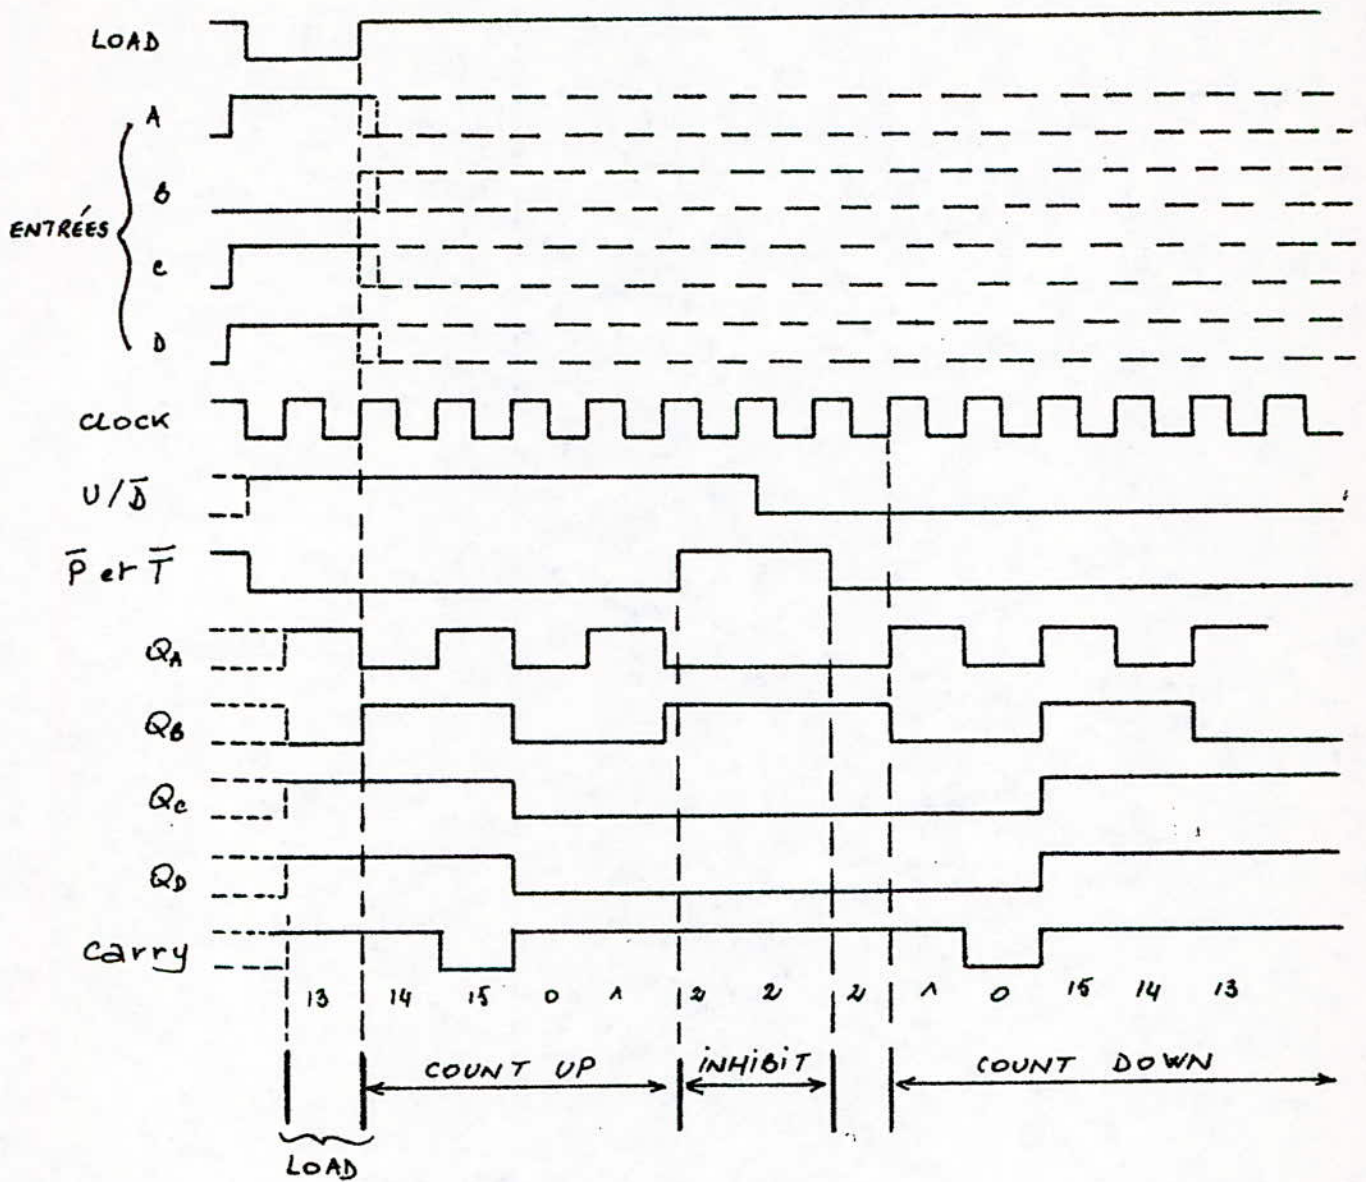 LOAD
A
B
ENTRÉES
C
D
CLOCK
U/D̅
P̅ et T̅
QA
QB
QC
QD
Carry
13 14 15 0 1 2 2 2 1 0 15 14 13
COUNT UP INHIBIT COUNT DOWN
LOAD